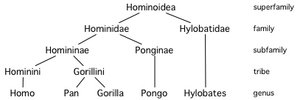 Hominoidea superfamily
Hominidae Hylobatidae family
Homininae Ponginae subfamily
Hominini Gorillini tribe
Homo Pan Gorilla Pongo Hylobates genus